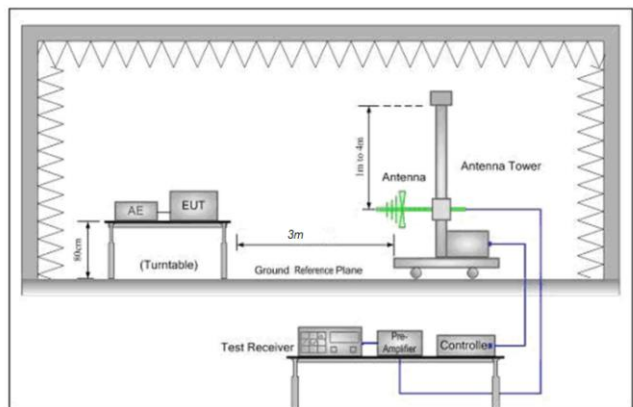 1m to 4m
Antenna
Antenna Tower
AE
EUT
80cm
(Turntable)
3m
Ground Reference Plane
Test Receiver
Pre-
Amplifier
Controller